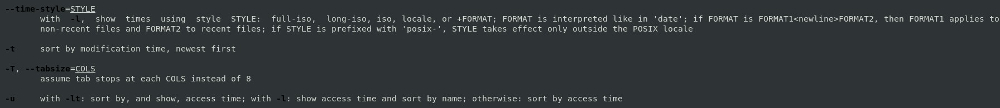 --time-style=STYLE
with -l, show times using style STYLE: full-iso, long-iso, iso, locale, or +FORMAT; FORMAT is interpreted like in 'date'; if FORMAT is FORMAT1<newline>FORMAT2, then FORMAT1 applies to
non-recent files and FORMAT2 to recent files; if STYLE is prefixed with 'posix-', STYLE takes effect only outside the POSIX locale
-t sort by modification time, newest first
-T, --tabsize=COLS
assume tab stops at each COLS instead of 8
-u with -lt: sort by, and show, access time; with -l: show access time and sort by name; otherwise: sort by access time